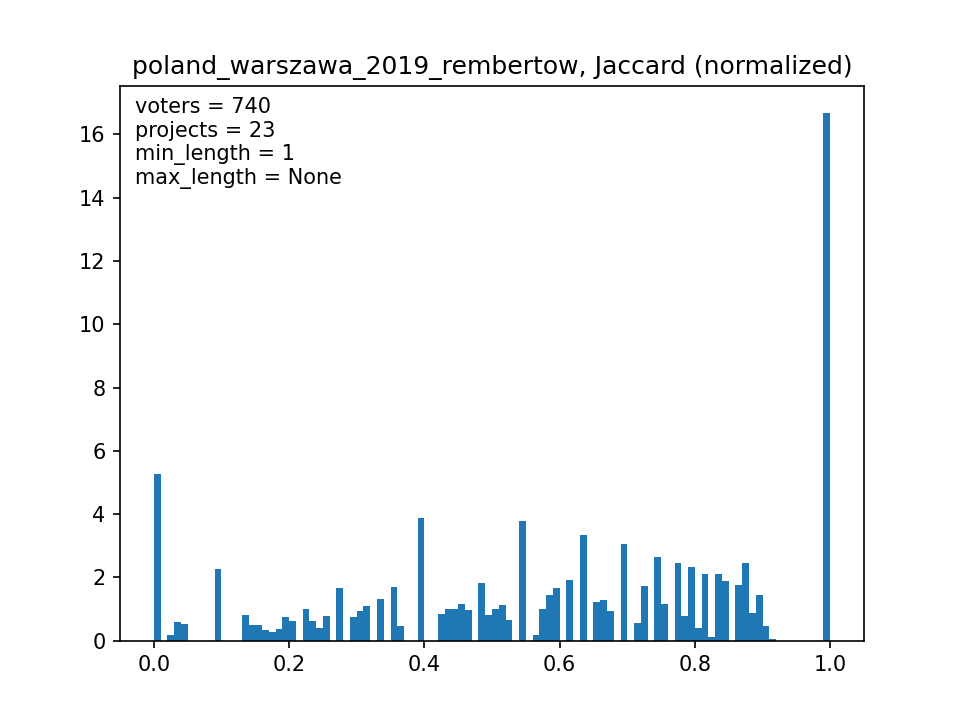 poland_warszawa_2019_rembertow, Jaccard (normalized)
voters = 740
projects = 23
min_length = 1
max_length = None
16
14
12
10
8
6
4
2
0
0.0 0.2 0.4 0.6 0.8 1.0